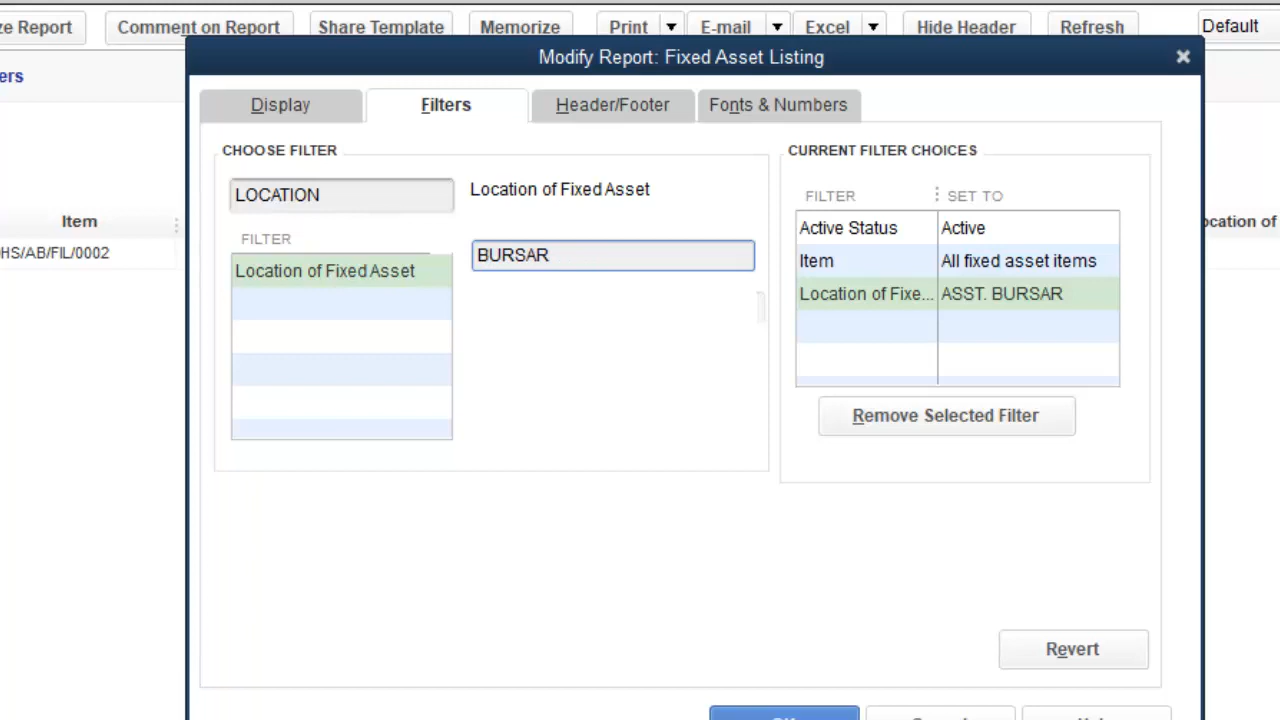 ze Report Comment on Report Share Template Memorize Print E-mail Excel Hide Header Refresh Default
ers
Modify Report: Fixed Asset Listing
Display Filters Header/Footer Fonts & Numbers
CHOOSE FILTER
LOCATION
Location of Fixed Asset
FILTER
Location of Fixed Asset
BURSAR
CURRENT FILTER CHOICES
FILTER SET TO
Active Status Active
Item All fixed asset items
Location of Fixe... ASST. BURSAR
Remove Selected Filter
Revert
Item
HS/AB/FIL/0002
ocation of